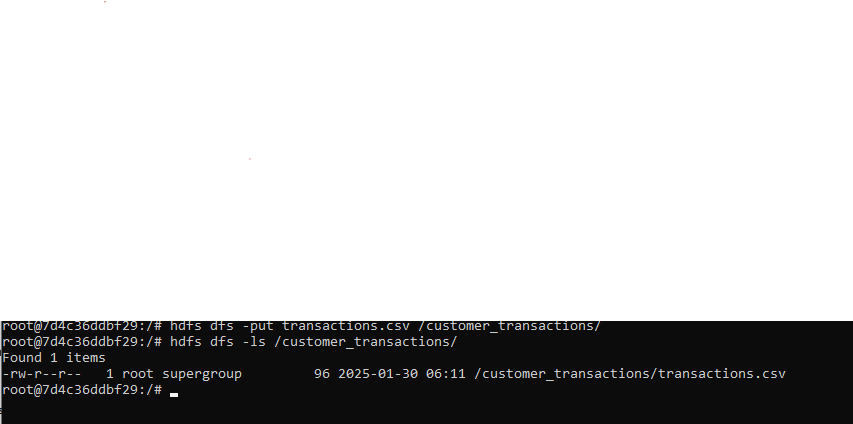 root@7d4c36ddbf29:/# hdfs dfs -put transactions.csv /customer_transactions/
root@7d4c36ddbf29:/# hdfs dfs -ls /customer_transactions/
Found 1 items
-rw-r--r--   1 root supergroup         96 2025-01-30 06:11 /customer_transactions/transactions.csv
root@7d4c36ddbf29:/#